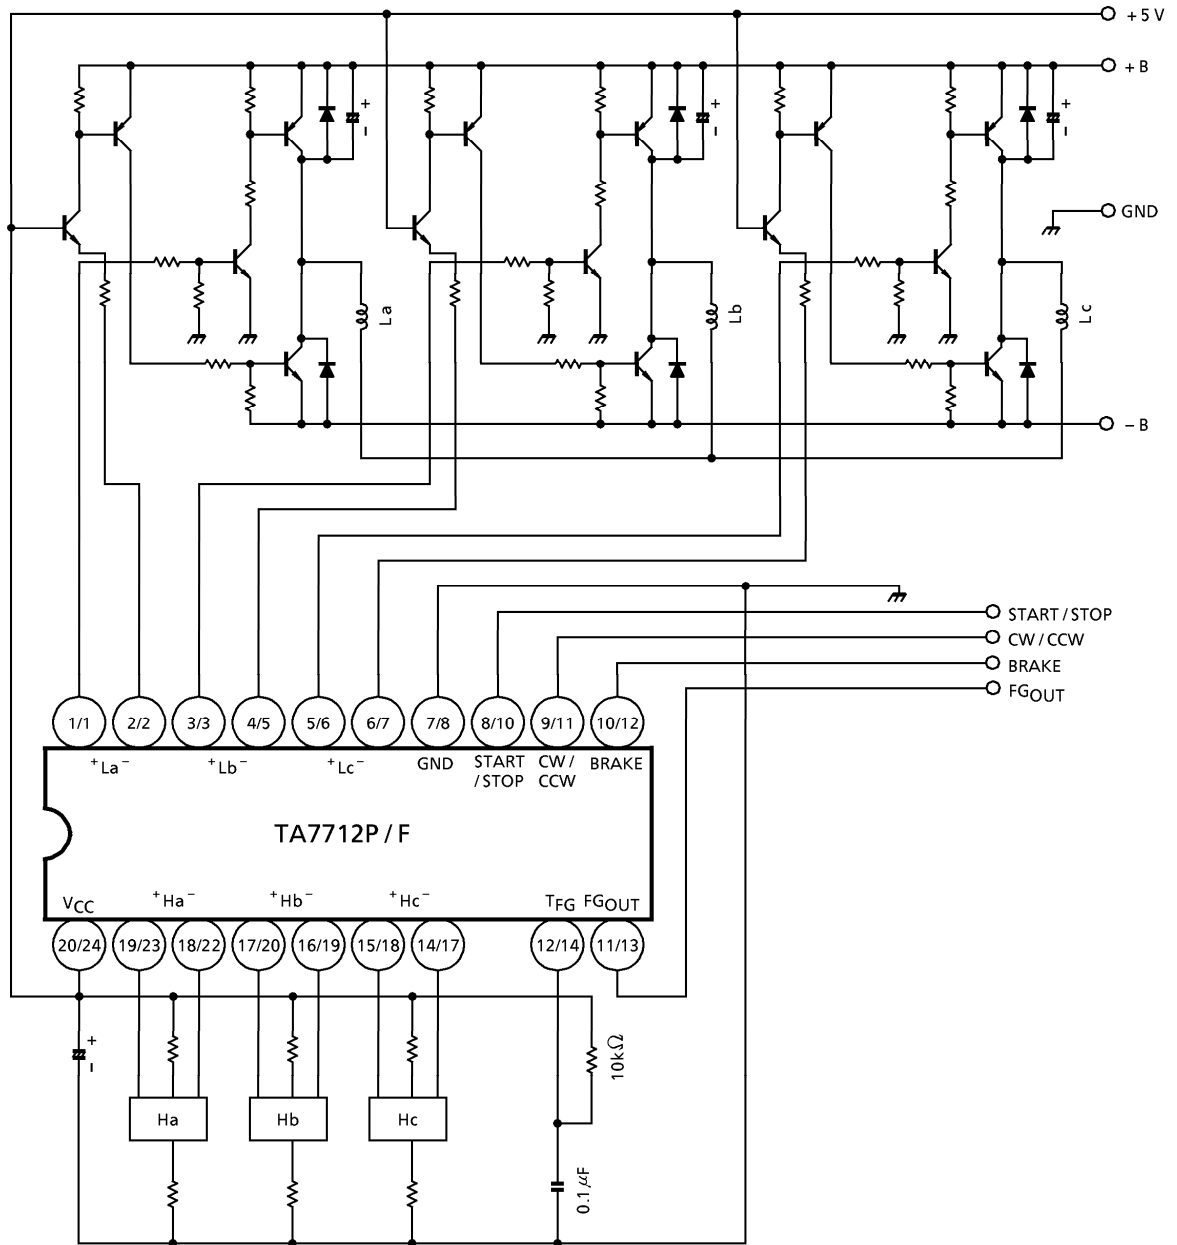 +5 V
+B
+
-
+
-
+
-
GND
La
Lb
Lc
-B
START/STOP
CW/CCW
BRAKE
FGOUT
1/1 2/2 3/3 4/5 5/6 6/7 7/8 8/10 9/11 10/12
+La- +Lb- +Lc- GND START/STOP CW/CCW BRAKE
TA7712P/F
VCC +Ha- +Hb- +Hc- TFG FGOUT
20/24 19/23 18/22 17/20 16/19 15/18 14/17 12/14 11/13
+
-
10kΩ
Ha Hb Hc
0.1μF